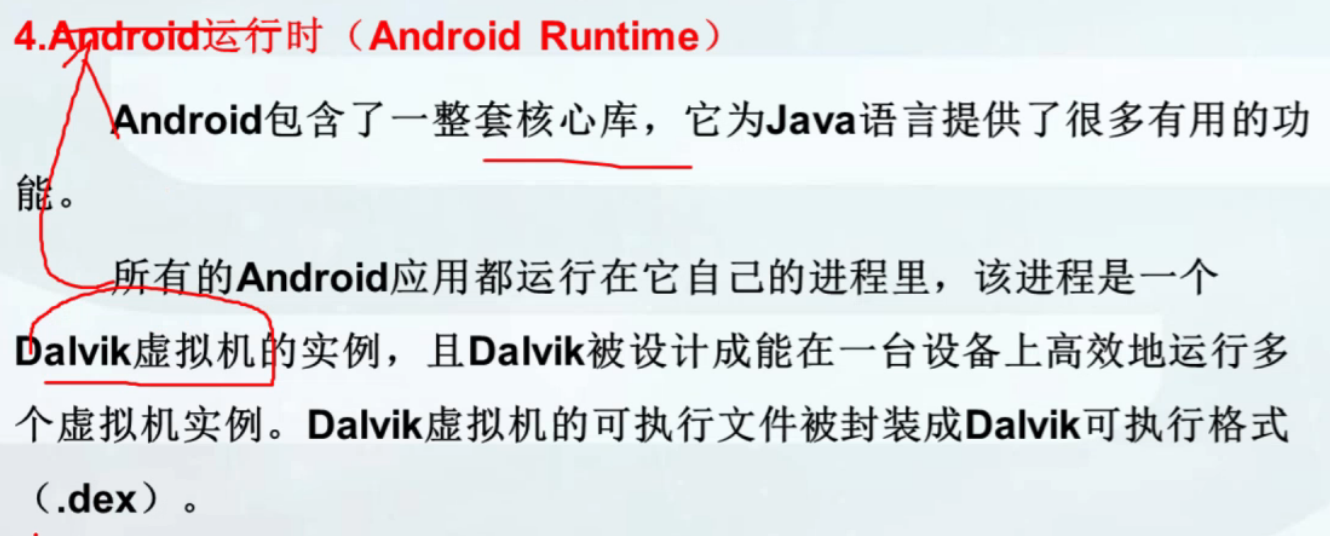 4.Android运行时（Android Runtime）
Android包含了一整套核心库，它为Java语言提供了很多有用的功
能。
所有的Android应用都运行在它自己的进程里，该进程是一个
Dalvik虚拟机的实例，且Dalvik被设计成能在一台设备上高效地运行多
个虚拟机实例。Dalvik虚拟机的可执行文件被封装成Dalvik可执行格式
（.dex）。